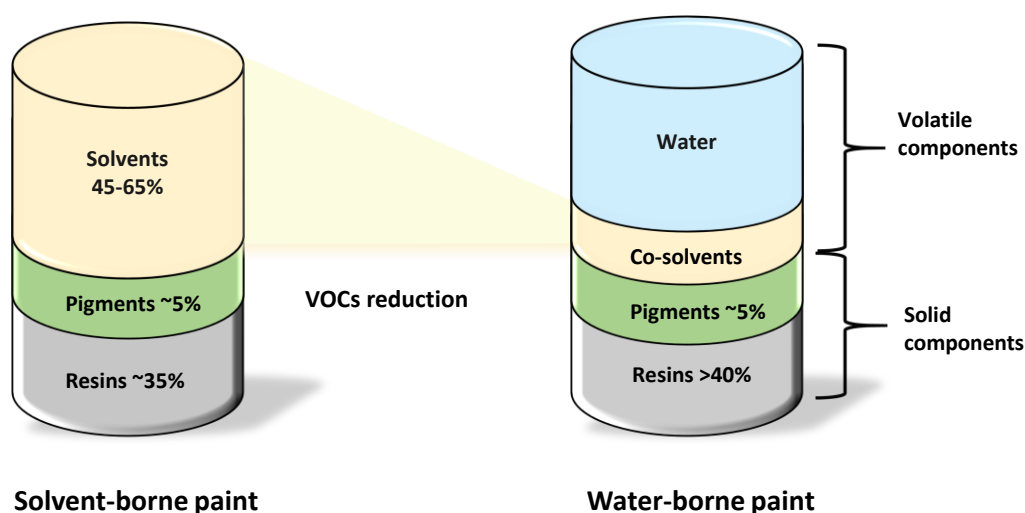 Solvents
45-65%
Pigments ~5%
Resins ~35%
VOCs reduction
Water
Co-solvents
Pigments ~5%
Resins >40%
Volatile
components
Solid
components
Solvent-borne paint
Water-borne paint